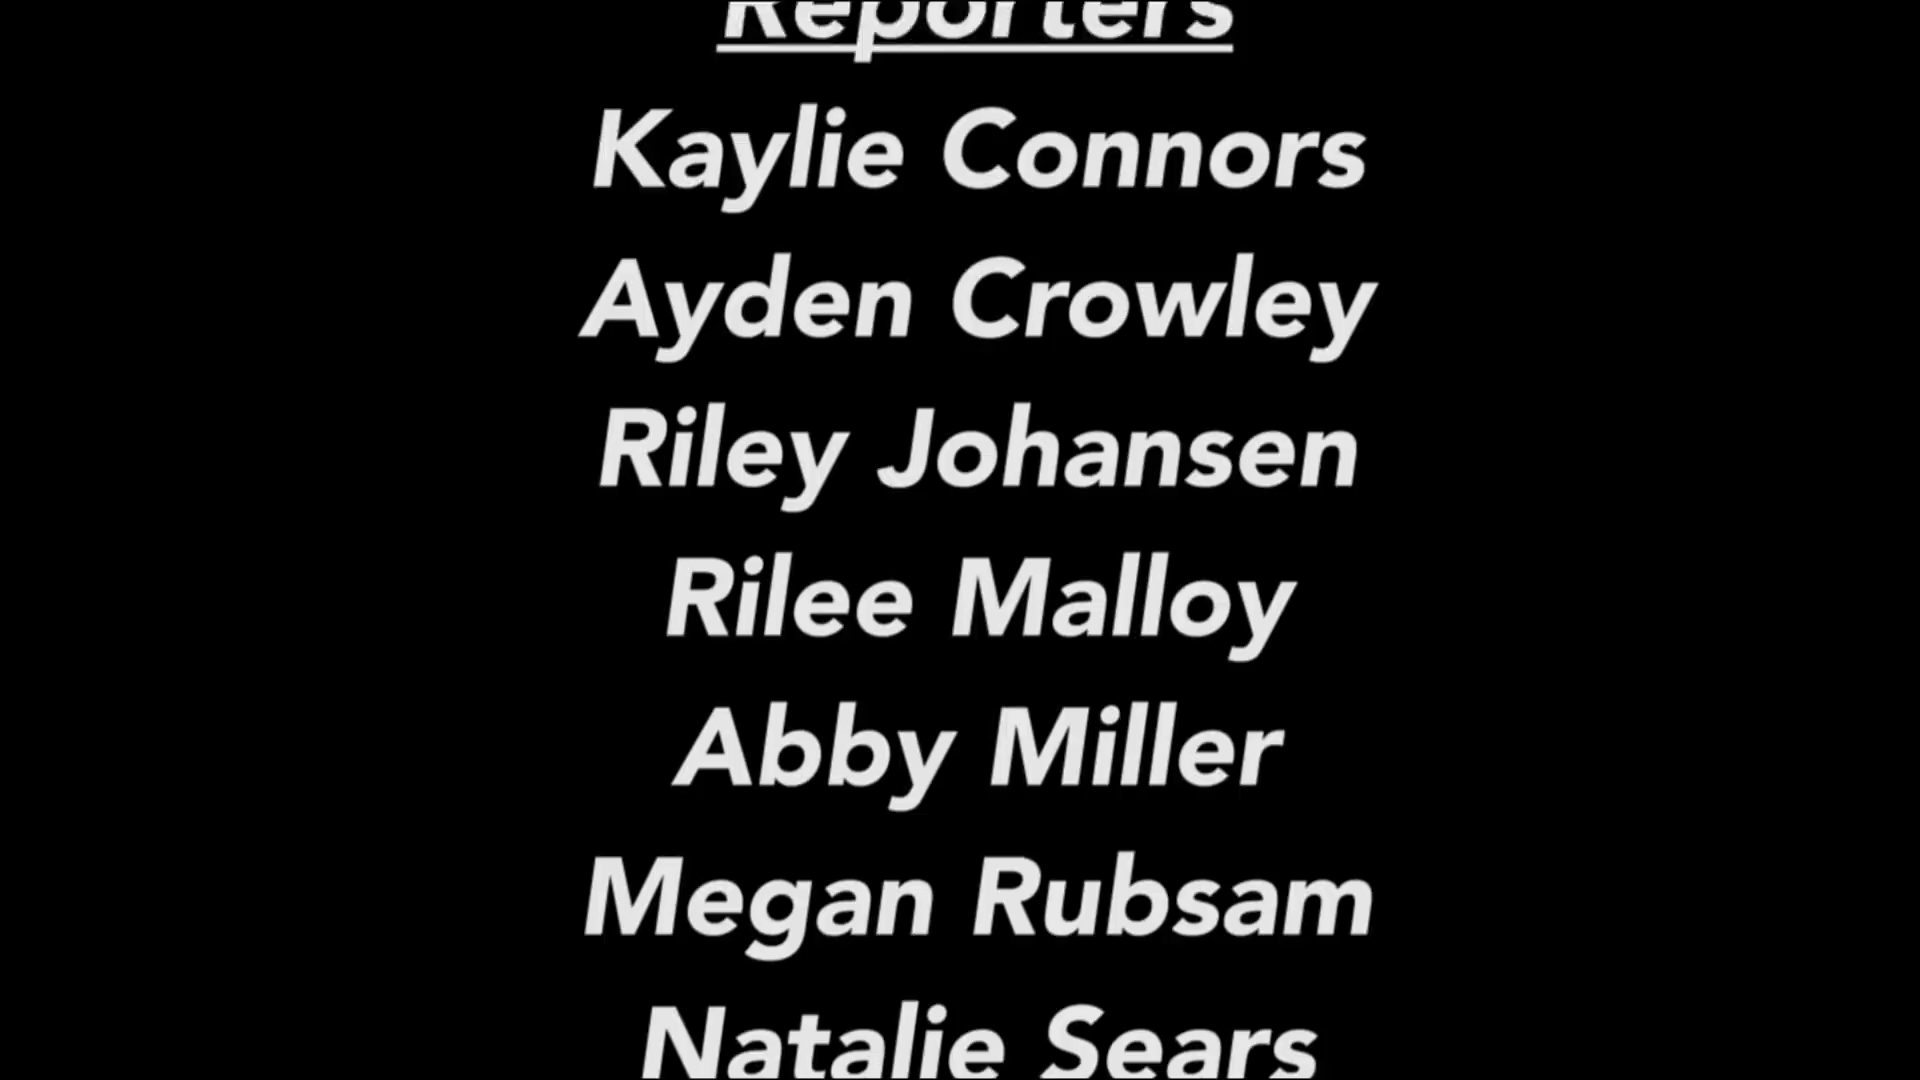 Reporters
Kaylie Connors
Ayden Crowley
Riley Johansen
Rilee Malloy
Abby Miller
Megan Rubsam
Natalie Sears